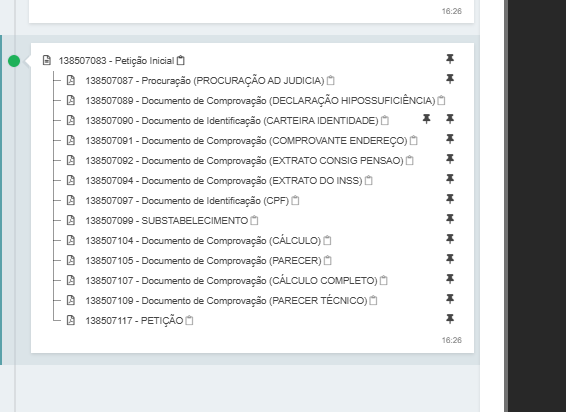 16:26
138507083 - Petição Inicial
138507087 - Procuração (PROCURAÇÃO AD JUDICIA)
138507089 - Documento de Comprovação (DECLARAÇÃO HIPOSSUFICIÊNCIA)
138507090 - Documento de Identificação (CARTEIRA IDENTIDADE)
138507091 - Documento de Comprovação (COMPROVANTE ENDEREÇO)
138507092 - Documento de Comprovação (EXTRATO CONSIG PENSAO)
138507094 - Documento de Comprovação (EXTRATO DO INSS)
138507097 - Documento de Identificação (CPF)
138507099 - SUBSTABELECIMENTO
138507104 - Documento de Comprovação (CÁLCULO)
138507105 - Documento de Comprovação (PARECER)
138507107 - Documento de Comprovação (CÁLCULO COMPLETO)
138507109 - Documento de Comprovação (PARECER TÉCNICO)
138507117 - PETIÇÃO
16:26